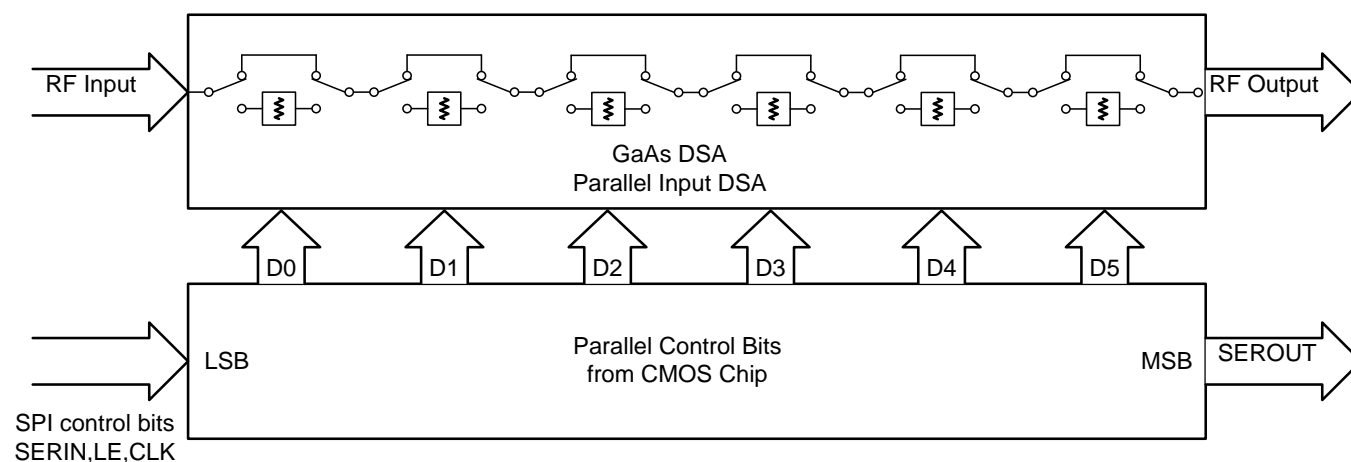 RF Input
RF Output
GaAs DSA
Parallel Input DSA
D0
D1
D2
D3
D4
D5
LSB
Parallel Control Bits
from CMOS Chip
MSB
SEROUT
SPI control bits
SERIN,LE,CLK